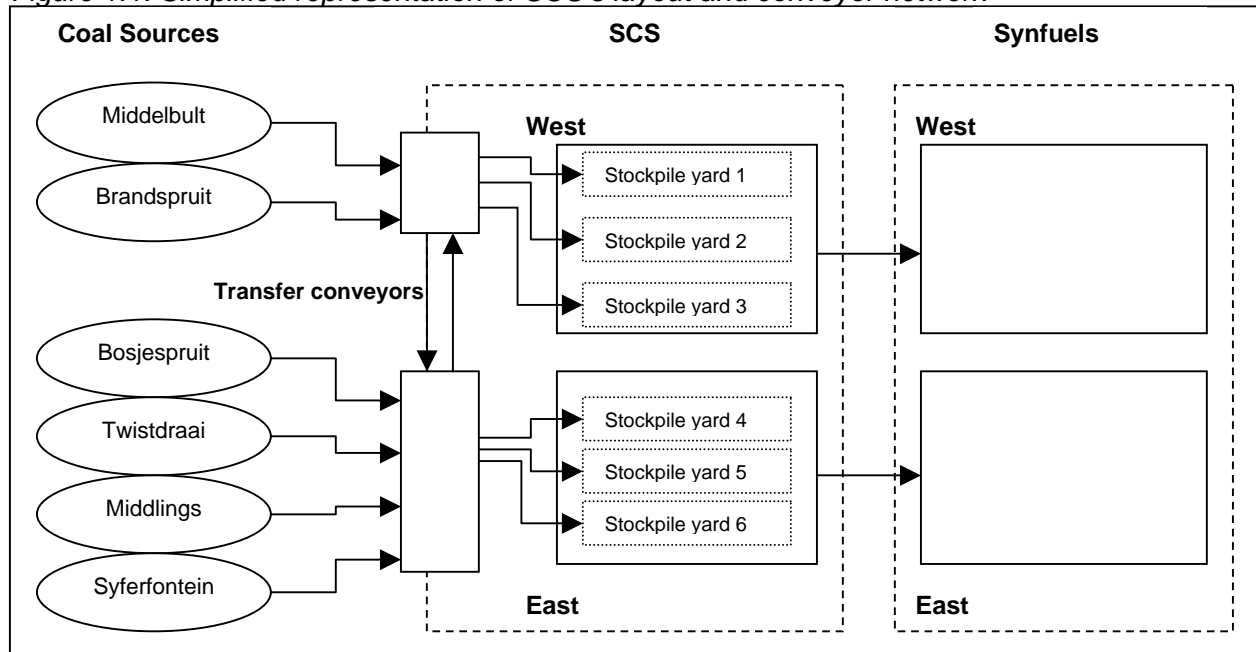 Figure 1.1: Simplified representation of SCS's layout and conveyor network
Coal Sources
SCS
Synfuels
Middelbult
Brandspruit
Transfer conveyors
Bosjespruit
Twistdraai
Middlings
Syferfontein
West
Stockpile yard 1
Stockpile yard 2
Stockpile yard 3
Stockpile yard 4
Stockpile yard 5
Stockpile yard 6
East
West
East